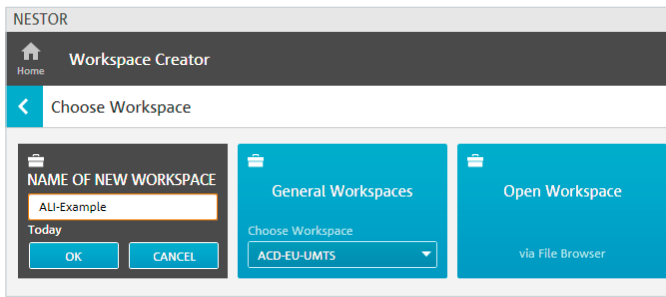 NESTOR
Home
Workspace Creator
Choose Workspace
NAME OF NEW WORKSPACE
ALI-Example
Today
OK
CANCEL
General Workspaces
Choose Workspace
ACD-EU-UMTS
Open Workspace
via File Browser